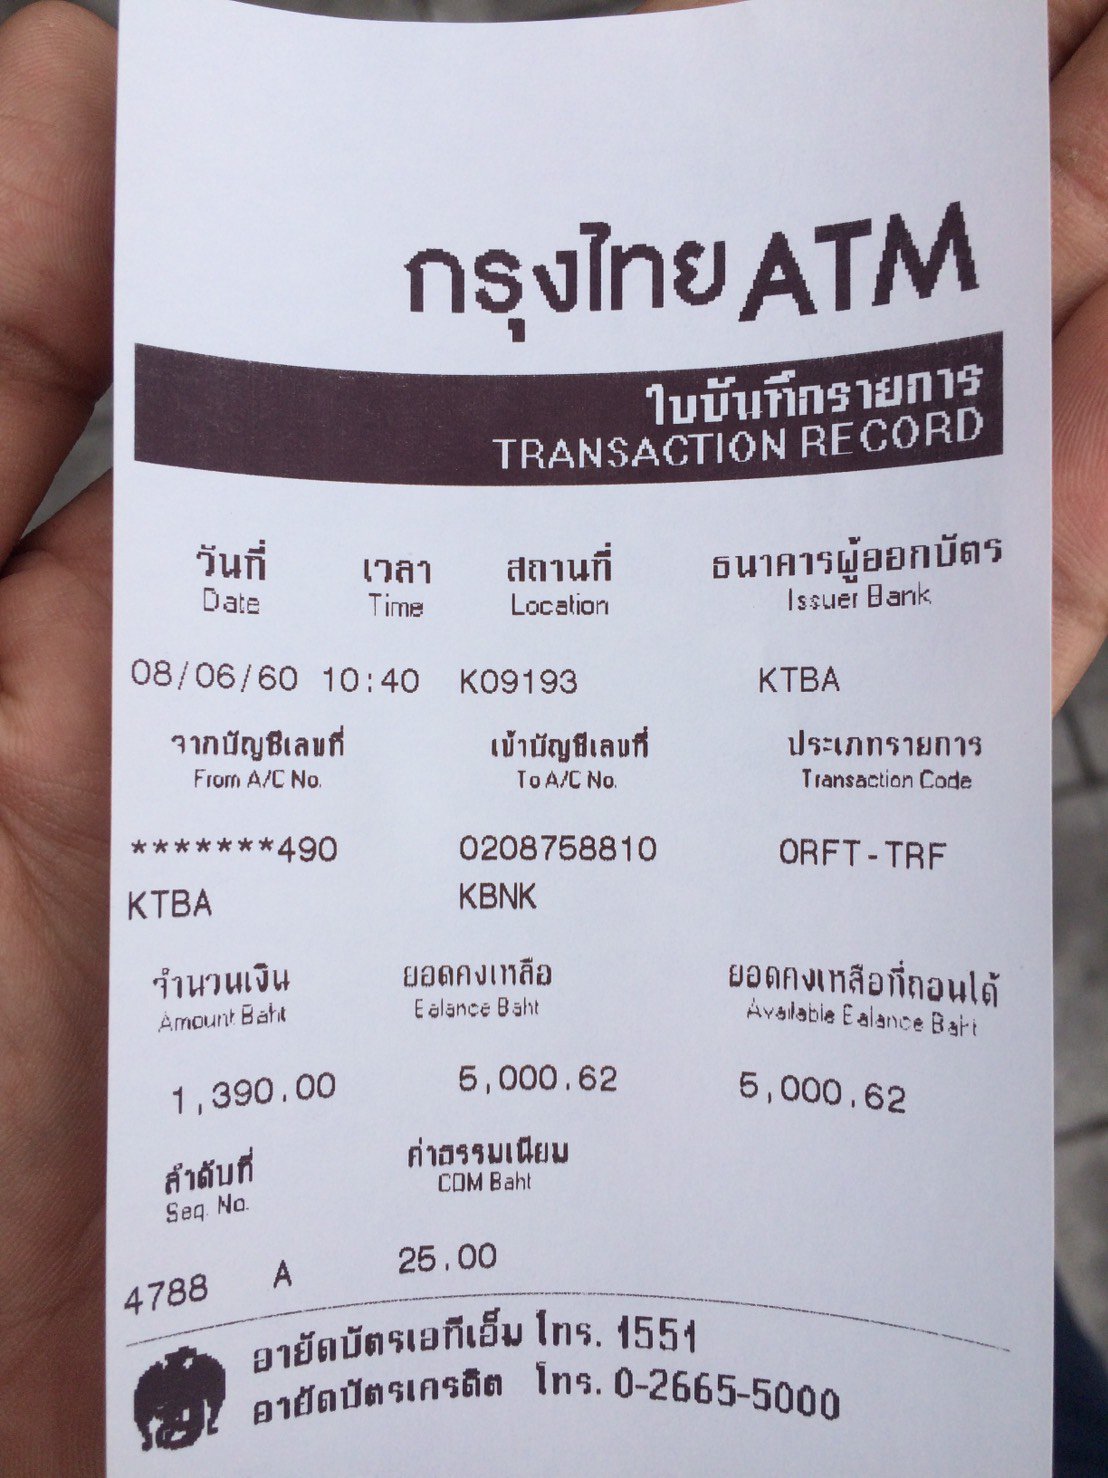 กรุงไทย ATM
ใบบันทึกรายการ
TRANSACTION RECORD
วันที่ เวลา สถานที่ ธนาคารผู้ออกบัตร
Date Time Location Issuer Bank
08/06/60 10:40 K09193 KTBA
จากบัญชีเลขที่ เข้าบัญชีเลขที่ ประเภทรายการ
From A/C No. To A/C No. Transaction Code
*******490 0208758810 ORFT-TRF
KTBA KBNK
จำนวนเงิน ยอดคงเหลือ ยอดคงเหลือที่ถอนได้
Amount Baht Balance Baht Available Balance Baht
1,390.00 5,000.62 5,000.62
ลำดับที่ ค่าธรรมเนียม
Seq. No. COM Baht
4788 A 25.00
อายัดบัตรเอทีเอ็ม โทร. 1551
อายัดบัตรเครดิต โทร. 0-2665-5000